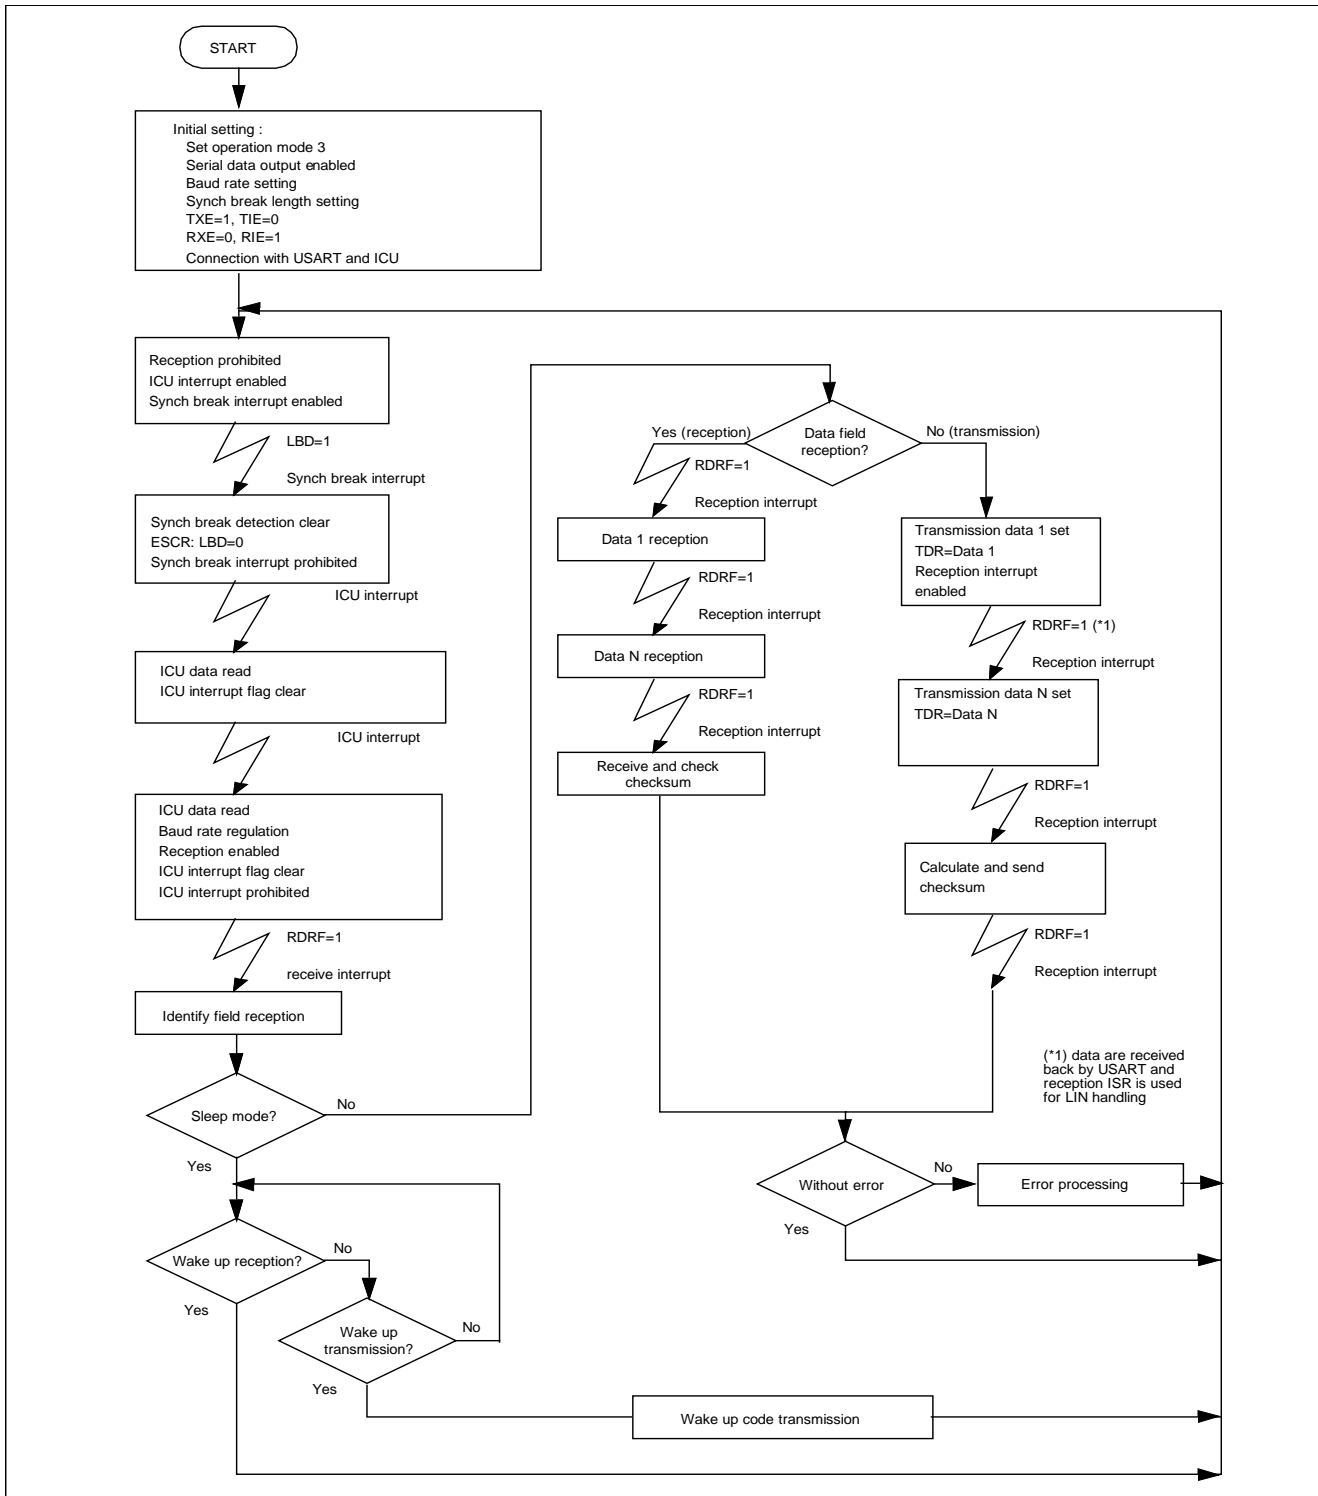 START
Initial setting :
Set operation mode 3
Serial data output enabled
Baud rate setting
Synch break length setting
TXE=1, TIE=0
RXE=0, RIE=1
Connection with USART and ICU
Reception prohibited
ICU interrupt enabled
Synch break interrupt enabled
LBD=1
Synch break interrupt
Synch break detection clear
ESCR: LBD=0
Synch break interrupt prohibited
ICU interrupt
ICU data read
ICU interrupt flag clear
ICU interrupt
ICU data read
Baud rate regulation
Reception enabled
ICU interrupt flag clear
ICU interrupt prohibited
RDRF=1
receive interrupt
Identify field reception
Sleep mode?
No
Yes
Wake up reception?
No
Yes
Wake up
transmission?
No
Yes
Wake up code transmission
Data field
reception?
Yes (reception)
RDRF=1
Reception interrupt
Data 1 reception
RDRF=1
Reception interrupt
Data N reception
RDRF=1
Reception interrupt
Receive and check
checksum
No (transmission)
Transmission data 1 set
TDR=Data 1
Reception interrupt
enabled
RDRF=1 (*1)
Reception interrupt
Transmission data N set
TDR=Data N
RDRF=1
Reception interrupt
Calculate and send
checksum
RDRF=1
Reception interrupt
(*1) data are received
back by USART and
reception ISR is used
for LIN handling
Without error
No
Error processing
Yes